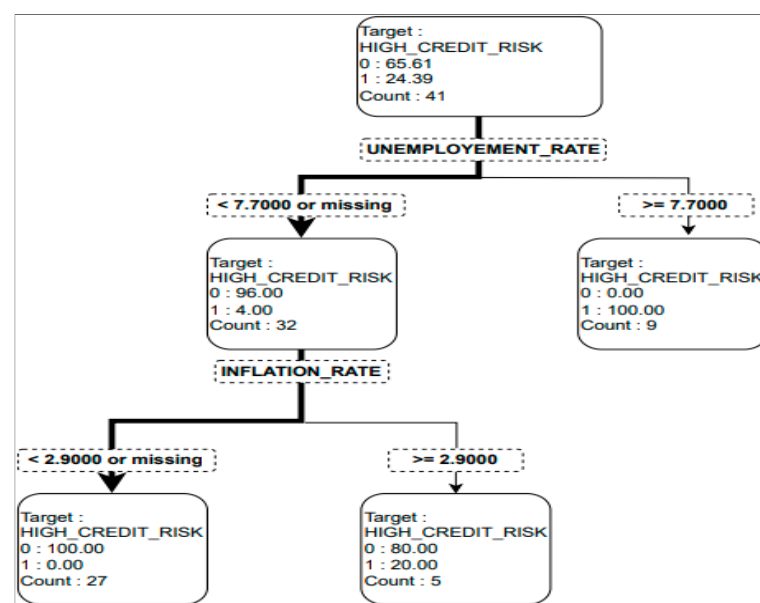 Target :
HIGH_CREDIT_RISK
0 : 65.61
1 : 24.39
Count : 41
UNEMPLOYEMENT_RATE
< 7.7000 or missing
>= 7.7000
Target :
HIGH_CREDIT_RISK
0 : 96.00
1 : 4.00
Count : 32
Target :
HIGH_CREDIT_RISK
0 : 0.00
1 : 100.00
Count : 9
INFLATION_RATE
< 2.9000 or missing
>= 2.9000
Target :
HIGH_CREDIT_RISK
0 : 100.00
1 : 0.00
Count : 27
Target :
HIGH_CREDIT_RISK
0 : 80.00
1 : 20.00
Count : 5